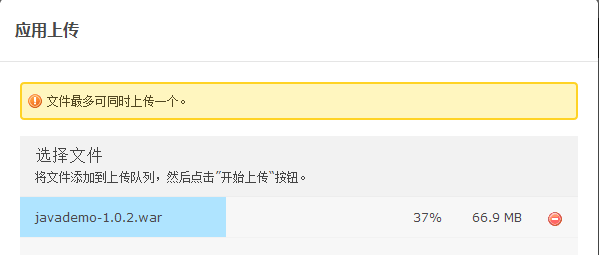 应用上传
文件最多可同时上传一个。
选择文件
将文件添加到上传队列，然后点击”开始上传“按钮。
javademo-1.0.2.war 37% 66.9 MB